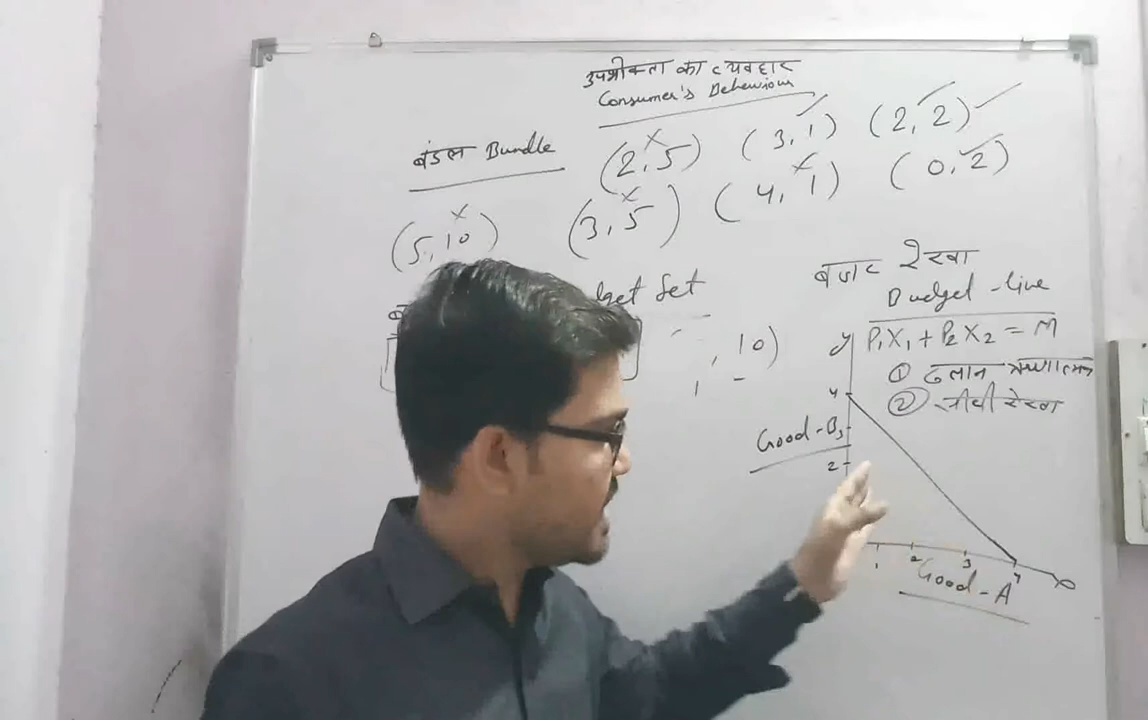 उपभोक्ता का व्यवहार
Consumer's Behaviour
बंडल Bundle
(2,5) (3,1) (2,2)
(5,10) (3,5) (4,1) (0,2)
get Set
, 10)
बजट रेखा
Budget - line
P₁X₁ + P₂X₂ = M
① ढलान ऋणात्मक
② सीधी रेखा
y
4
Good-B
3
2
1 2 3 4
Good-A